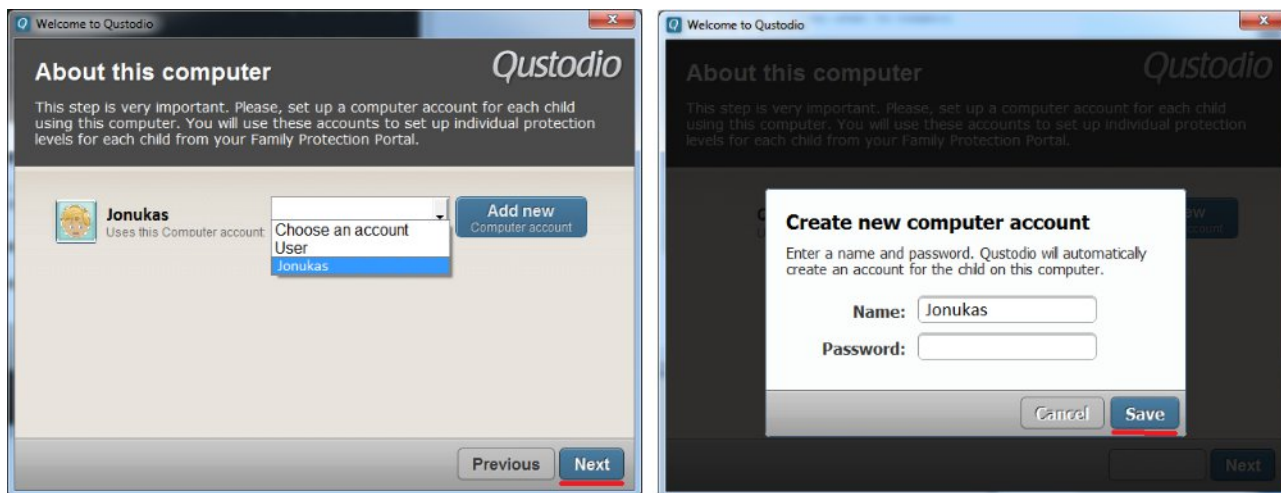 Welcome to Qustodio
About this computer
Qustodio
This step is very important. Please, set up a computer account for each child
using this computer. You will use these accounts to set up individual protection
levels for each child from your Family Protection Portal.
Jonukas
Uses this Computer account:
Choose an account
User
Jonukas
Add new
Computer account
Previous
Next
Welcome to Qustodio
About this computer
Qustodio
This step is very important. Please, set up a computer account for each child
using this computer. You will use these accounts to set up individual protection
levels for each child from your Family Protection Portal.
Create new computer account
Enter a name and password. Qustodio will automatically
create an account for the child on this computer.
Name: Jonukas
Password:
Cancel
Save
Next